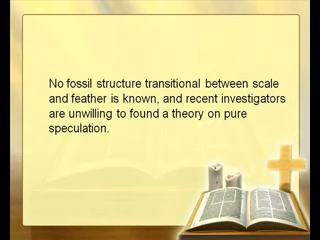 No fossil structure transitional between scale
and feather is known, and recent investigators
are unwilling to found a theory on pure
speculation.